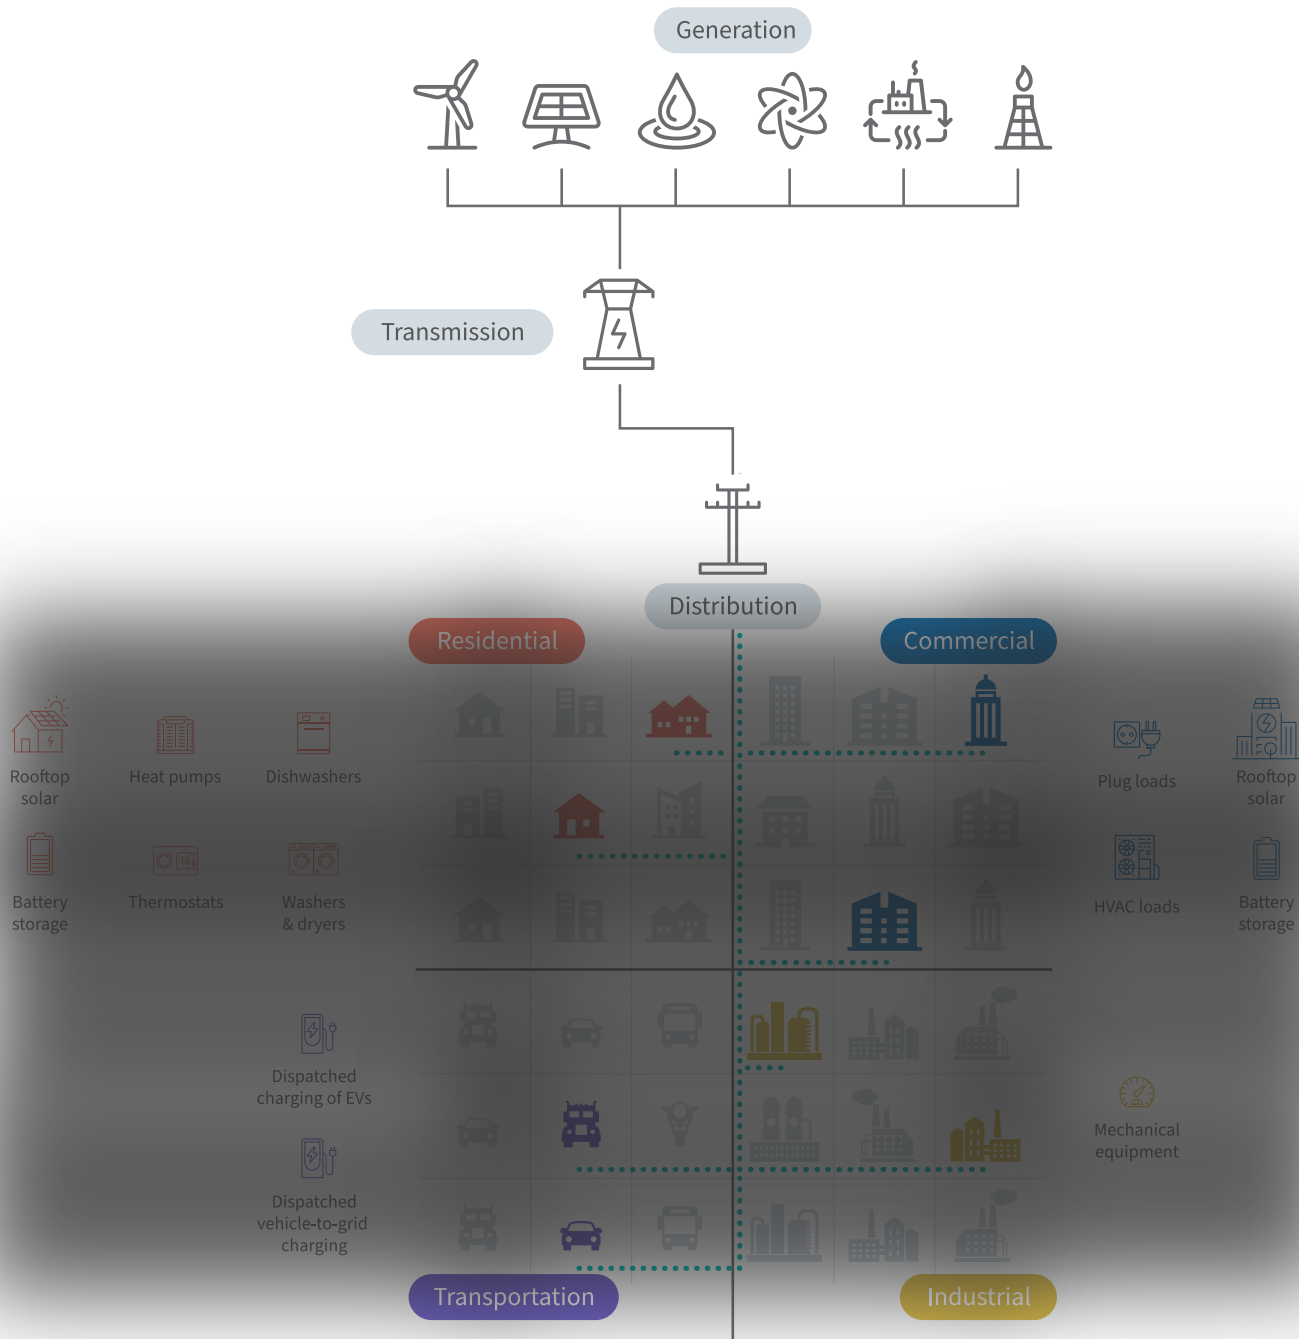 Generation
Transmission
Distribution
Residential
Commercial
Rooftop
solar
Heat pumps
Dishwashers
Battery
storage
Thermostats
18
Washers
& dryers
Plug loads
Rooftop
solar
HVAC loads
Battery
storage
Dispatched
charging of EVs
Dispatched
vehicle-to-grid
charging
Mechanical
equipment
Transportation
Industrial